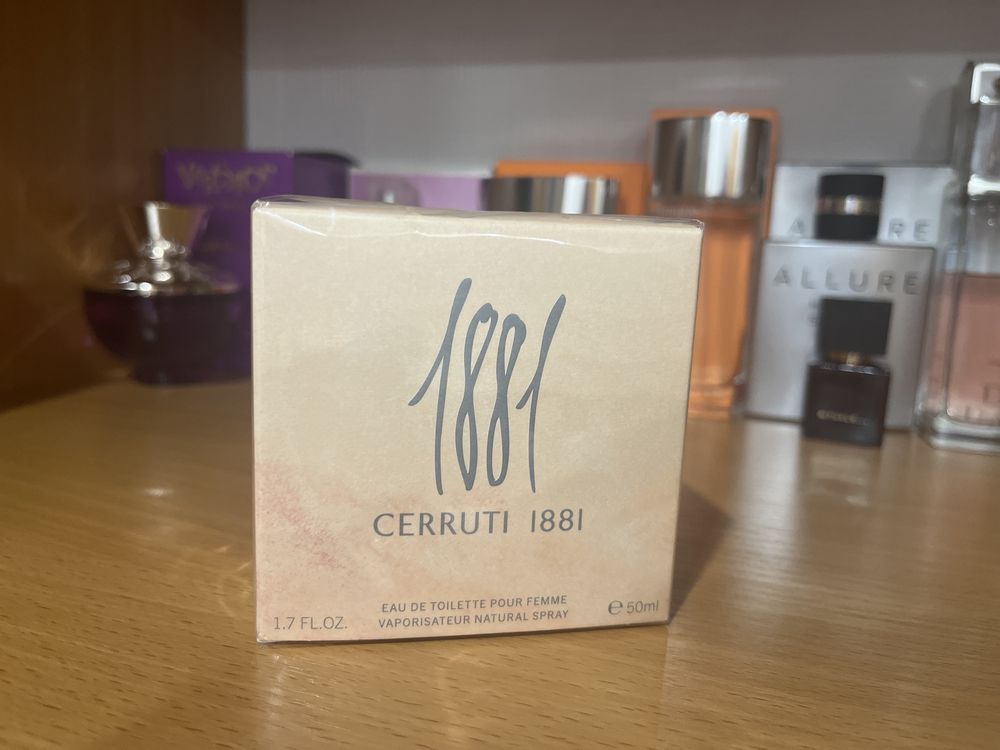 1881
CERRUTI 1881
EAU DE TOILETTE POUR FEMME
VAPORISATEUR NATURAL SPRAY
1.7 FL.OZ.
℮ 50ml
ALLURE